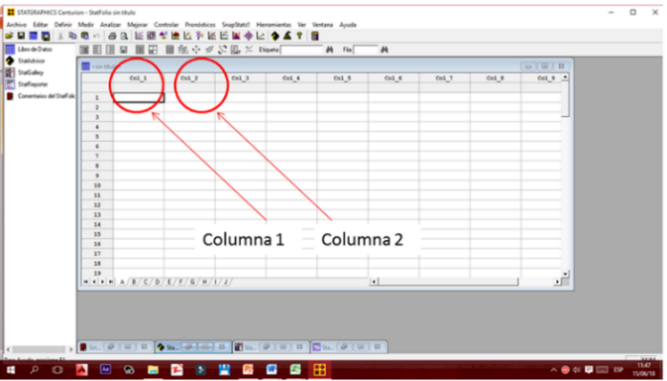 STATGRAPHICS Centurion - StatFolio sin título
Archivo Editar Definir Medir Analizar Mejorar Controlar Pronósticos SnapStats!! Herramientas Ver Ventana Ayuda
Etiqueta: Fila:
Libro de Datos
StatAdvisor
StatGallery
StatReporter
Comentarios del StatFolio
Col_1 Col_2 Col_3 Col_4 Col_5 Col_6 Col_7 Col_8 Col_9
1
2
3
4
5
6
7
8
9
10
11
12
13
14
15
16
17
18
19
Columna 1 Columna 2
A B C D E F G H I J
ESP 11:47
15/06/18